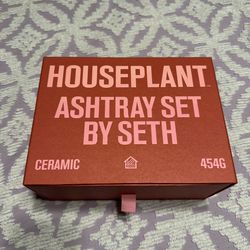 HOUSEPLANT
ASHTRAY SET
BY SETH
CERAMIC
454G